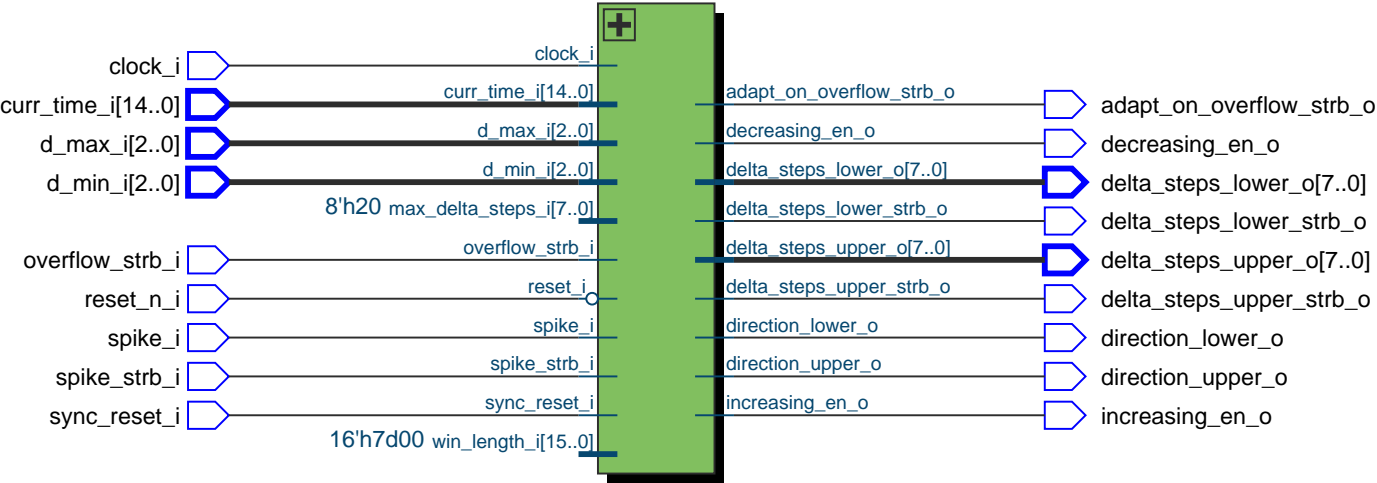 clock_i
curr_time_i[14..0]
d_max_i[2..0]
d_min_i[2..0]
overflow_strb_i
reset_n_i
spike_i
spike_strb_i
sync_reset_i
clock_i
curr_time_i[14..0]
d_max_i[2..0]
d_min_i[2..0]
8'h20 max_delta_steps_i[7..0]
overflow_strb_i
reset_i
spike_i
spike_strb_i
sync_reset_i
16'h7d00 win_length_i[15..0]
adapt_on_overflow_strb_o
decreasing_en_o
delta_steps_lower_o[7..0]
delta_steps_lower_strb_o
delta_steps_upper_o[7..0]
delta_steps_upper_strb_o
direction_lower_o
direction_upper_o
increasing_en_o
adapt_on_overflow_strb_o
decreasing_en_o
delta_steps_lower_o[7..0]
delta_steps_lower_strb_o
delta_steps_upper_o[7..0]
delta_steps_upper_strb_o
direction_lower_o
direction_upper_o
increasing_en_o